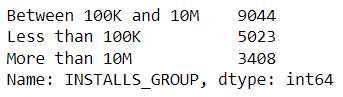 Between 100K and 10M    9044
Less than 100K          5023
More than 10M           3408
Name: INSTALLS_GROUP, dtype: int64